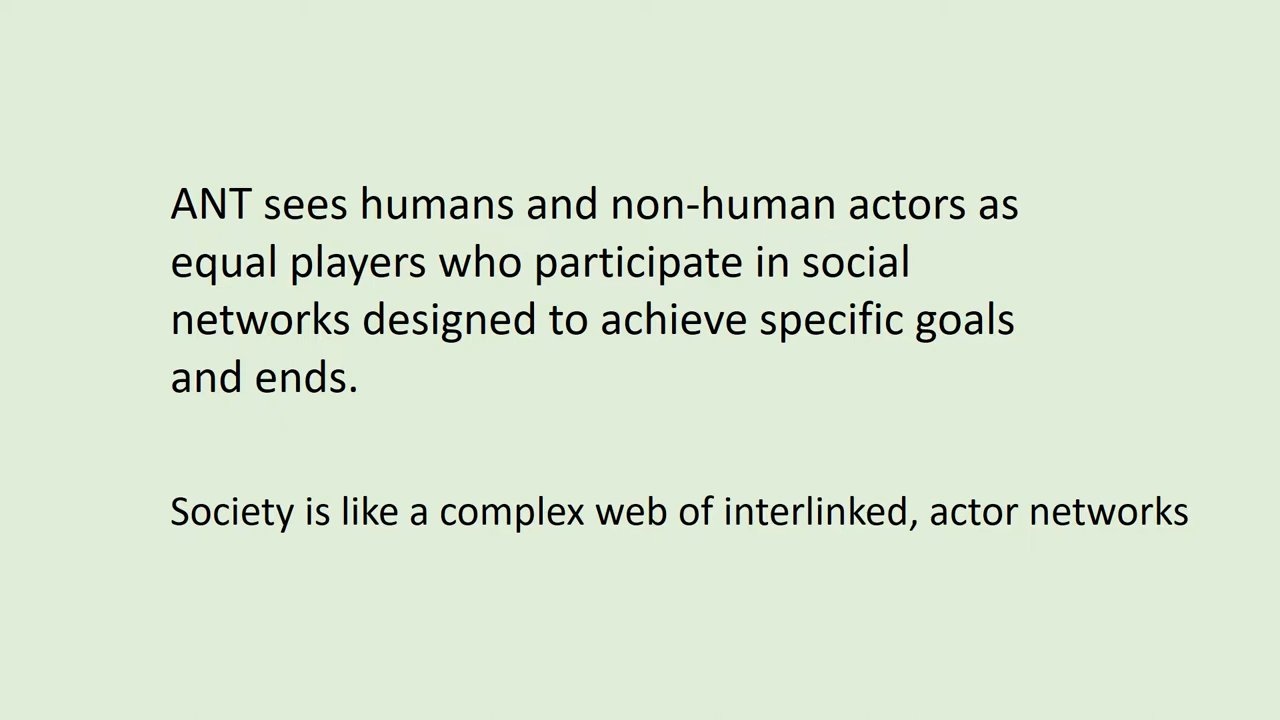 ANT sees humans and non-human actors as
equal players who participate in social
networks designed to achieve specific goals
and ends.
Society is like a complex web of interlinked, actor networks